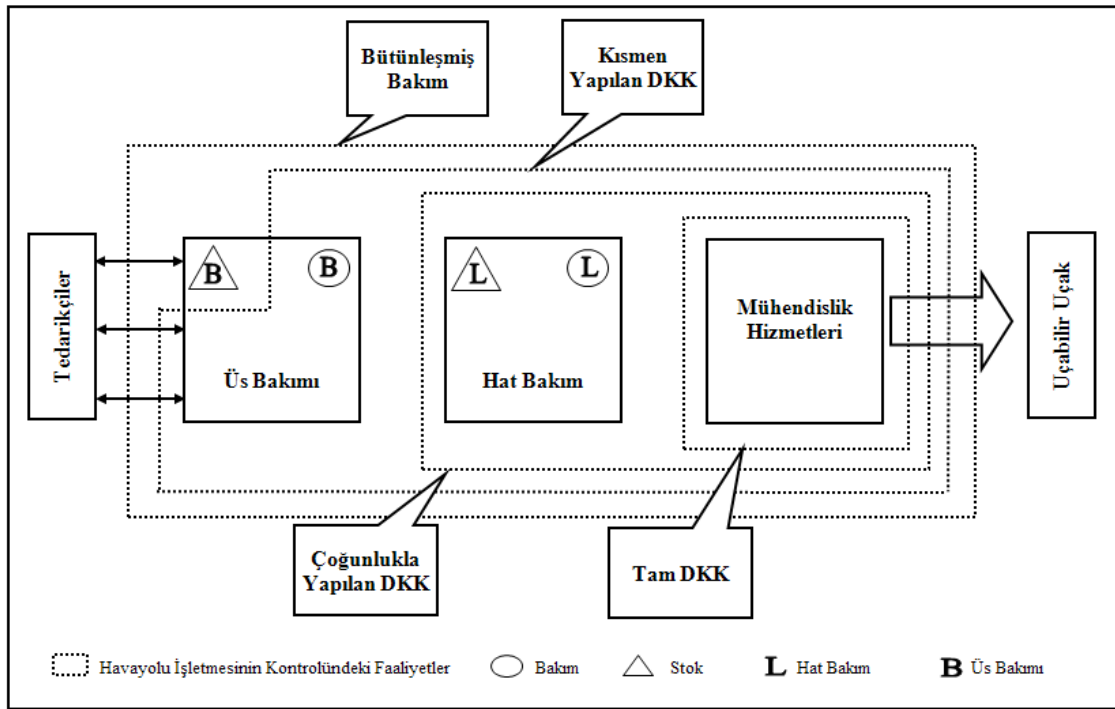 Bütünleşmiş
Bakım
Kısmen
Yapılan DKK
Tedarikçiler
B
B
Üs Bakımı
L
L
Hat Bakım
Mühendislik
Hizmetleri
Uçabilir Uçak
Çoğunlukla
Yapılan DKK
Tam DKK
Havayolu İşletmesinin Kontrolündeki Faaliyetler
Bakım
Stok
L Hat Bakım
B Üs Bakımı